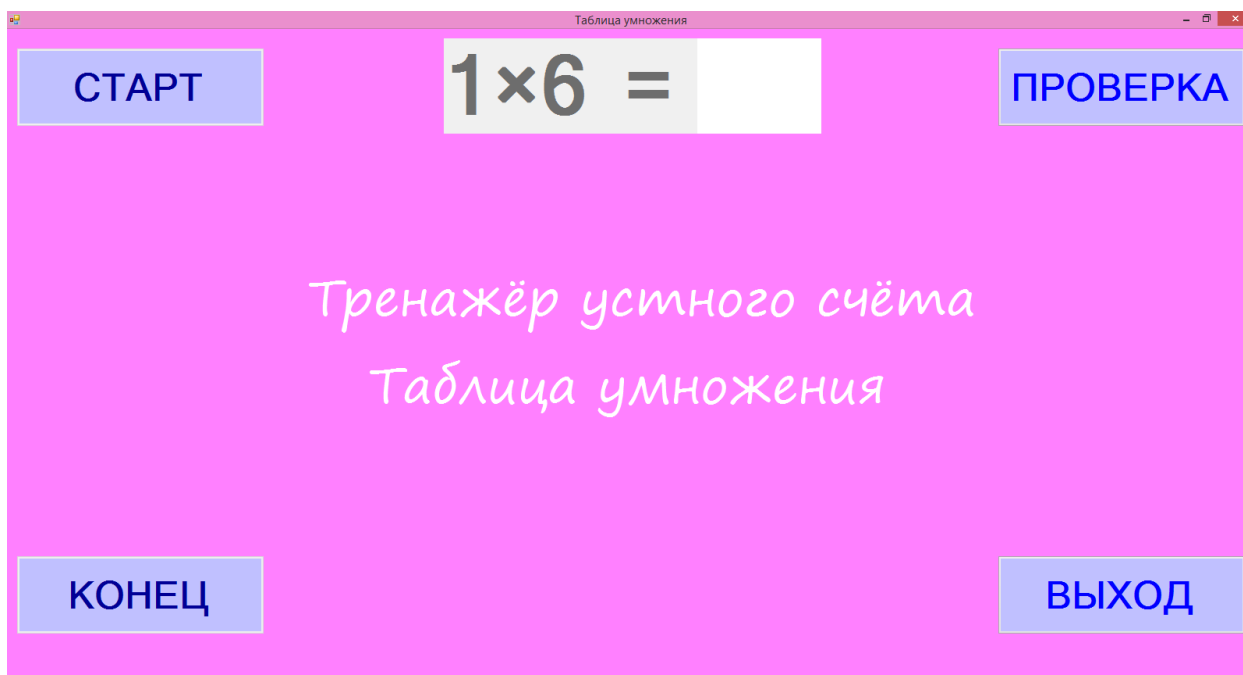 Таблица умножения
СТАРТ
1×6 =
ПРОВЕРКА
Тренажёр устного счёта
Таблица умножения
КОНЕЦ
ВЫХОД